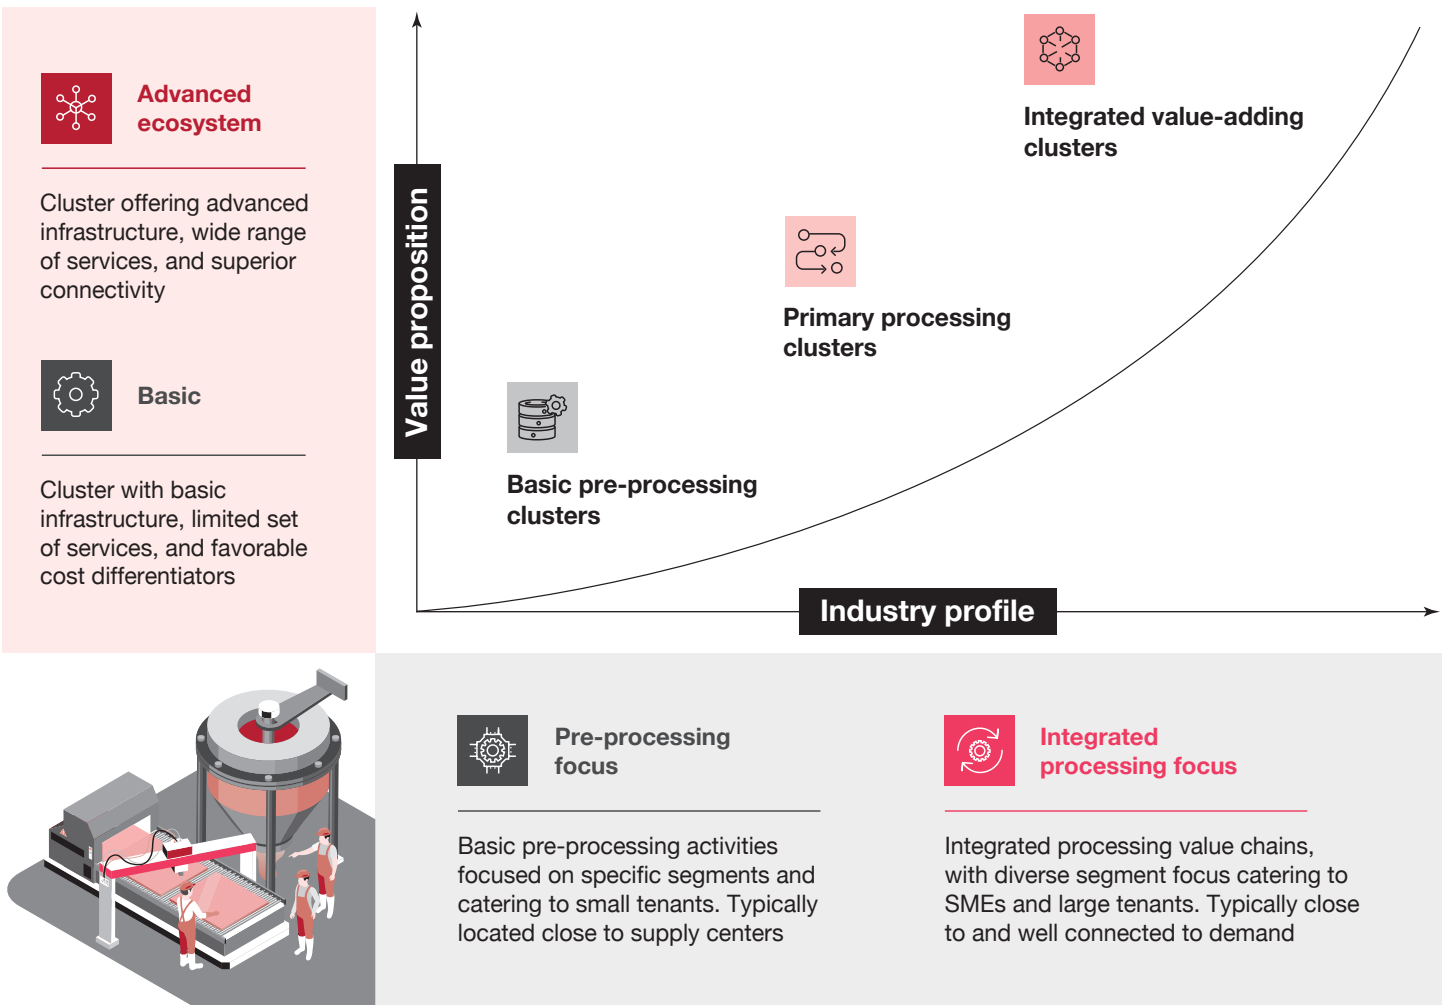 Advanced
ecosystem
Cluster offering advanced
infrastructure, wide range
of services, and superior
connectivity
Basic
Cluster with basic
infrastructure, limited set
of services, and favorable
cost differentiators
Value proposition
Integrated value-adding
clusters
Primary processing
clusters
Basic pre-processing
clusters
Industry profile
Pre-processing
focus
Basic pre-processing activities
focused on specific segments and
catering to small tenants. Typically
located close to supply centers
Integrated
processing focus
Integrated processing value chains,
with diverse segment focus catering to
SMEs and large tenants. Typically close
to and well connected to demand